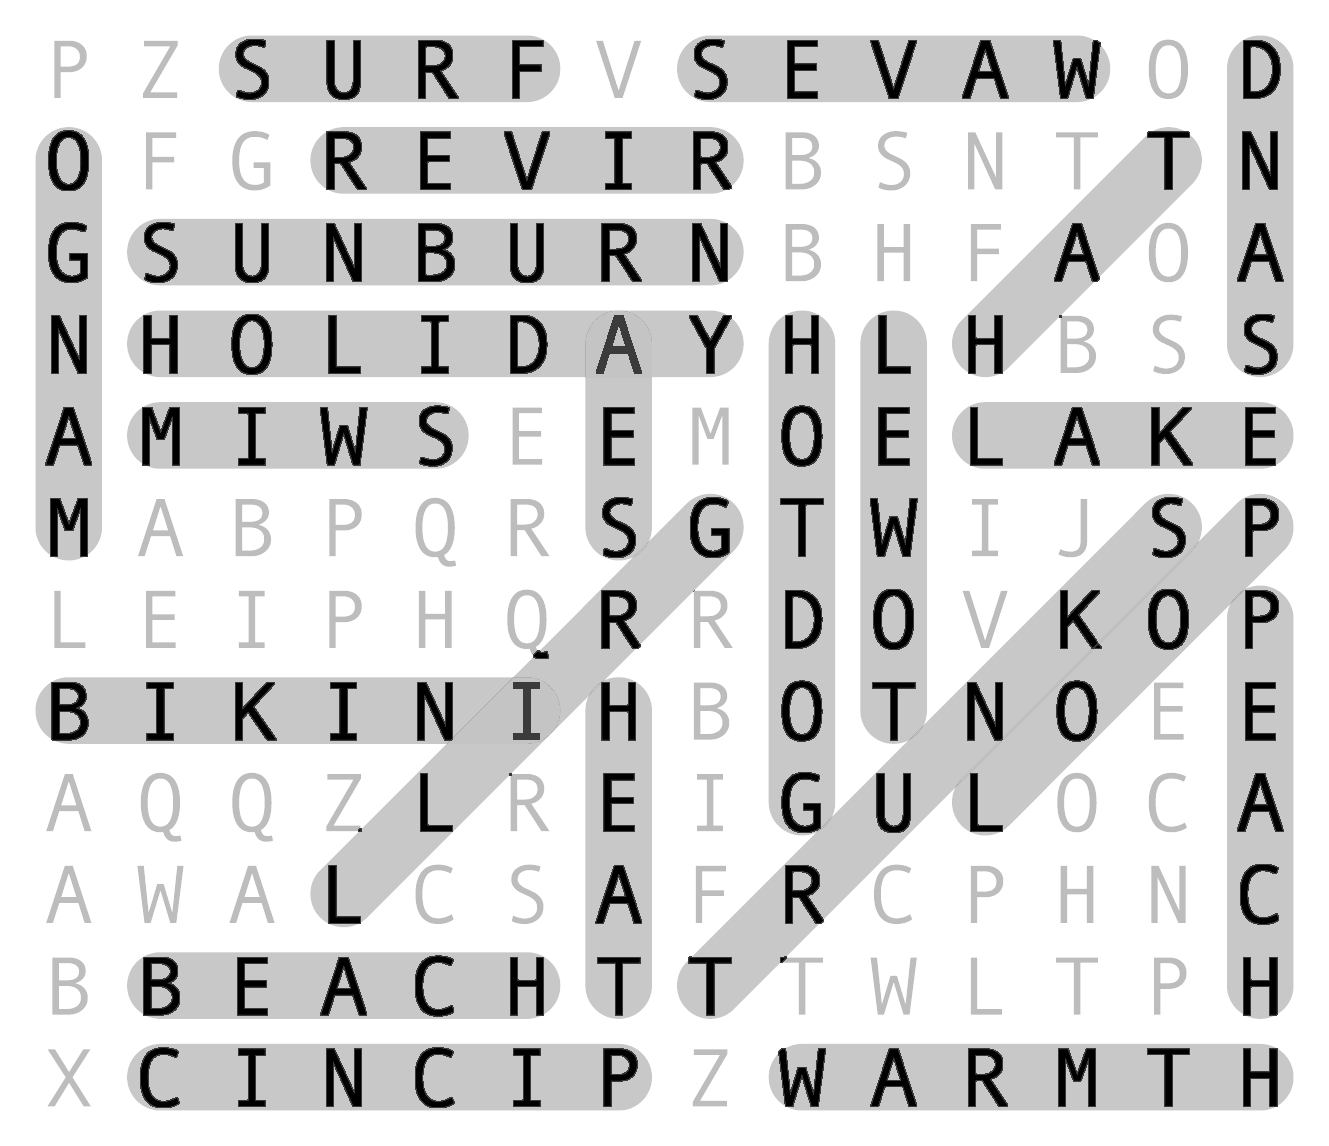 P Z S U R F V S E V A W O D
O F G R E V I R B S N T T N
G S U N B U R N B H F A O A
N H O L I D A Y H L H B S S
A M I W S E E M O E L A K E
M A B P Q R S G T W I J S P
L E I P H Q R R D O V K O P
B I K I N I H B O T N O E E
A Q Q Z L R E I G U L O C A
A W A L C S A F R C P H N C
B B E A C H T T T W L T P H
X C I N C I P Z W A R M T H